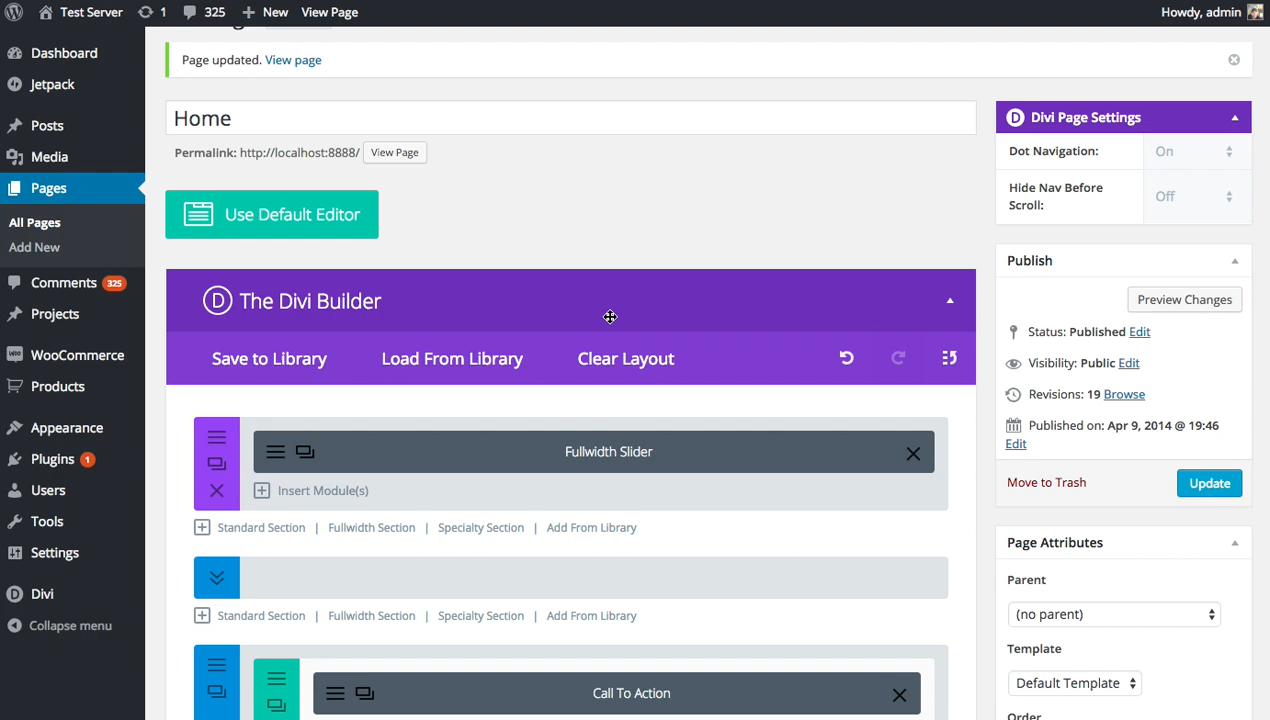 Test Server 1 325 New View Page Howdy, admin
Dashboard
Jetpack
Posts
Media
Pages
All Pages
Add New
Comments 325
Projects
WooCommerce
Products
Appearance
Plugins 1
Users
Tools
Settings
Divi
Collapse menu
Page updated. View page
Home
Permalink: http://localhost:8888/ View Page
Use Default Editor
The Divi Builder
Save to Library Load From Library Clear Layout
Fullwidth Slider
Insert Module(s)
Standard Section | Fullwidth Section | Specialty Section | Add From Library
Standard Section | Fullwidth Section | Specialty Section | Add From Library
Call To Action
Divi Page Settings
Dot Navigation: On
Hide Nav Before Off
Scroll:
Publish
Preview Changes
Status: Published Edit
Visibility: Public Edit
Revisions: 19 Browse
Published on: Apr 9, 2014 @ 19:46
Edit
Move to Trash Update
Page Attributes
Parent
(no parent)
Template
Default Template
Order